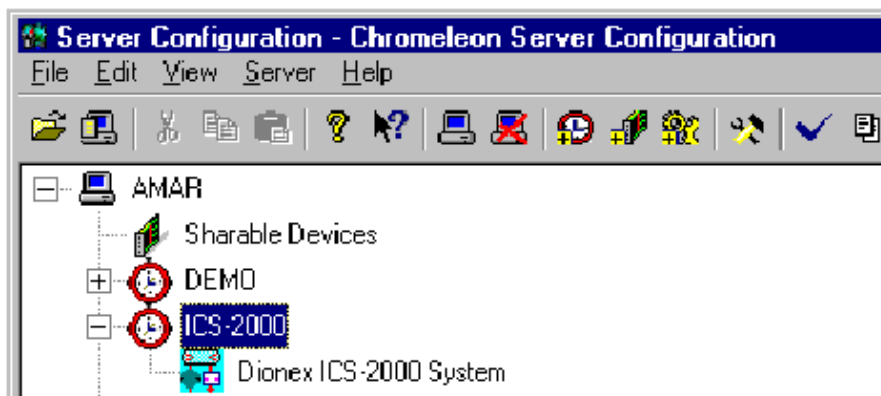 Server Configuration - Chromeleon Server Configuration
File Edit View Server Help
AMAR
Sharable Devices
DEMO
ICS-2000
Dionex ICS-2000 System